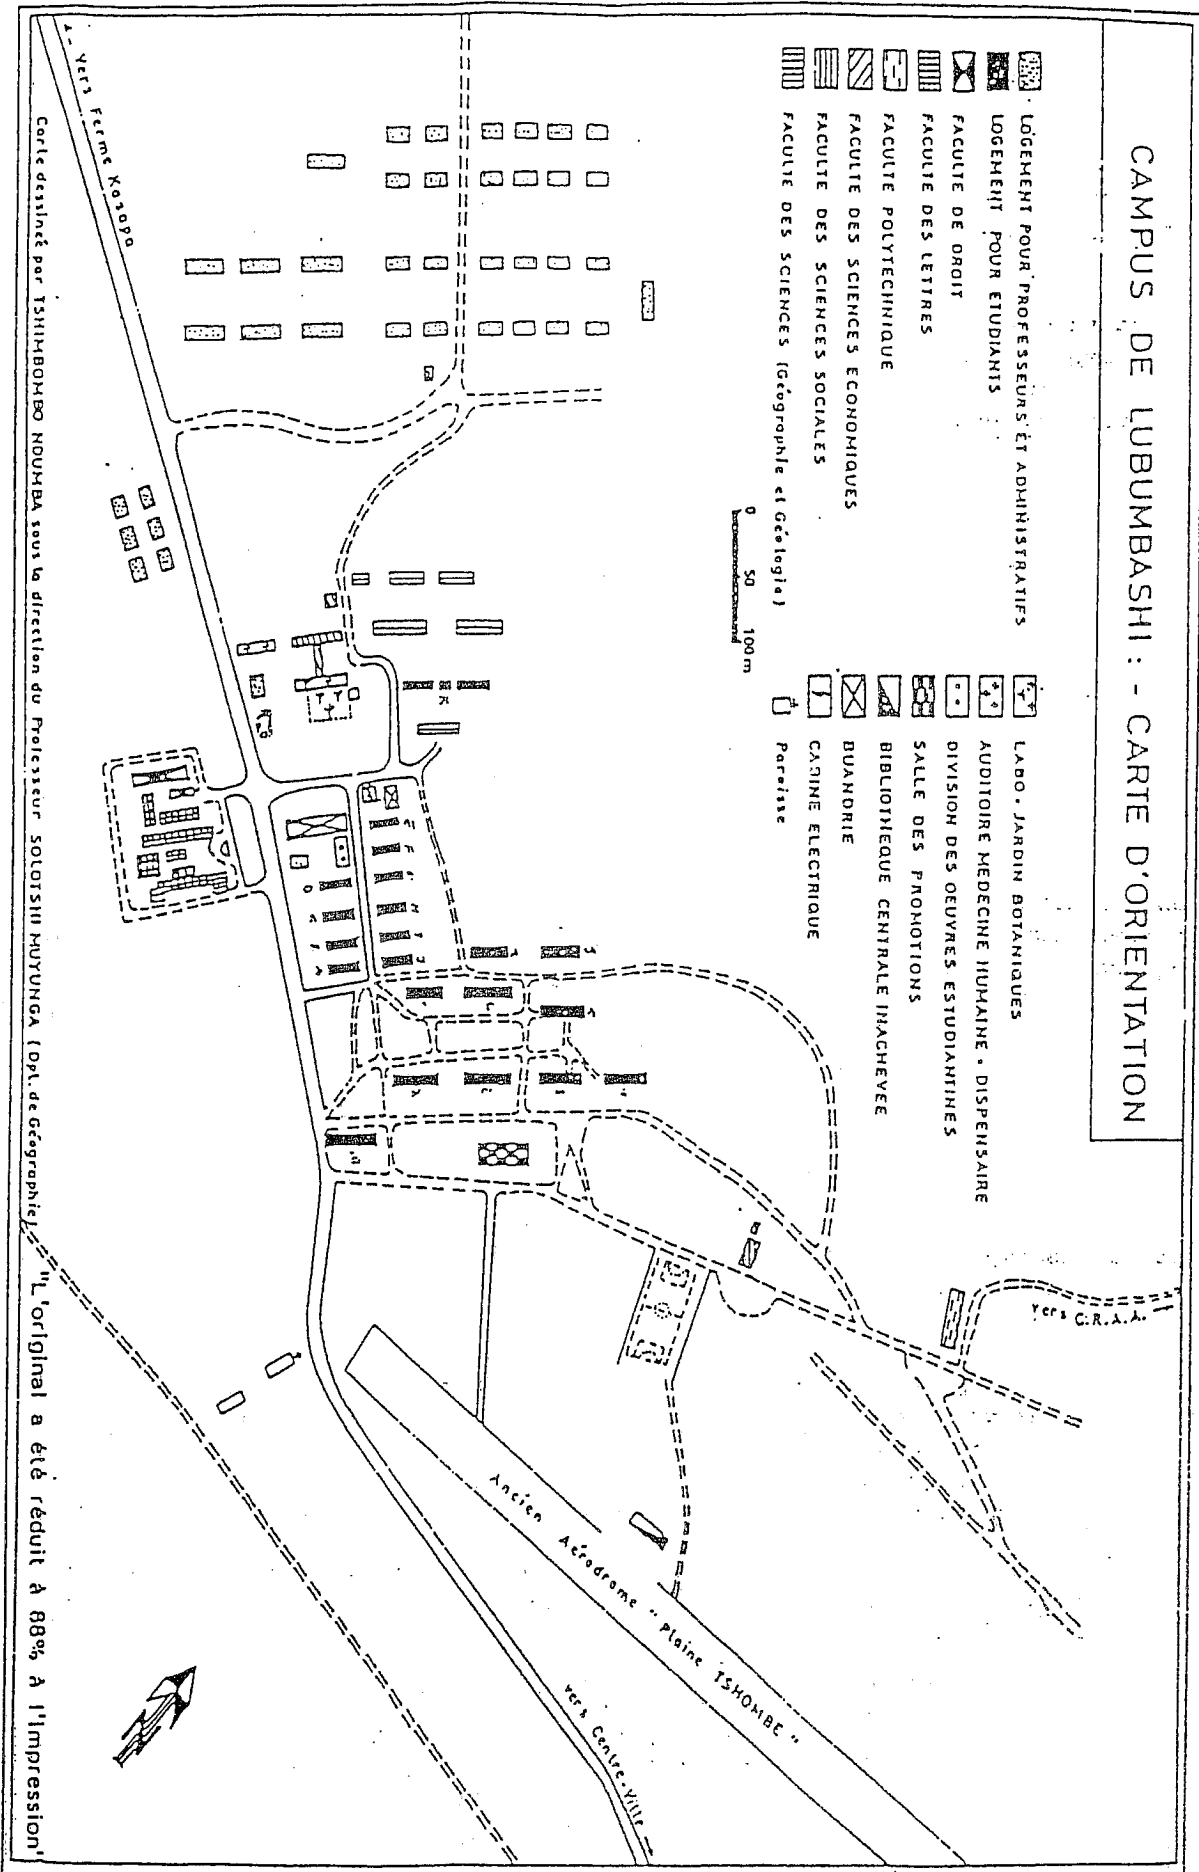 CAMPUS DE LUBUMBASHI : - CARTE D'ORIENTATION
LOGEMENT POUR PROFESSEURS ET ADMINISTRATIFS
LOGEMENT POUR ETUDIANTS
FACULTE DE DROIT
FACULTE DES LETTRES
FACULTE POLYTECHNIQUE
FACULTE DES SCIENCES ECONOMIQUES
FACULTE DES SCIENCES SOCIALES
FACULTE DES SCIENCES (Géographie et Géologie)
LABO. JARDIN BOTANIQUES
AUDITOIRE MEDECINE HUMAINE . DISPENSAIRE
DIVISION DES OEUVRES ESTUDIANTINES
SALLE DES PROMOTIONS
BIBLIOTHEQUE CENTRALE INACHEVEE
BUANDRIE
CABINE ELECTRIQUE
Paroisse
0 50 100 m
Vers C.R.A.A.
Vers Ferme Kasapa
Ancien Aérodrome "Plaine TSHOMBE"
Vers Centre-Ville
Carte dessinée par TSHIMBOMBO NDUMBA sous la direction du Professeur SOLOTSHI MUYUNGA (Dpt. de Géographie)
"L'original a été réduit à 88% à l'Impression"